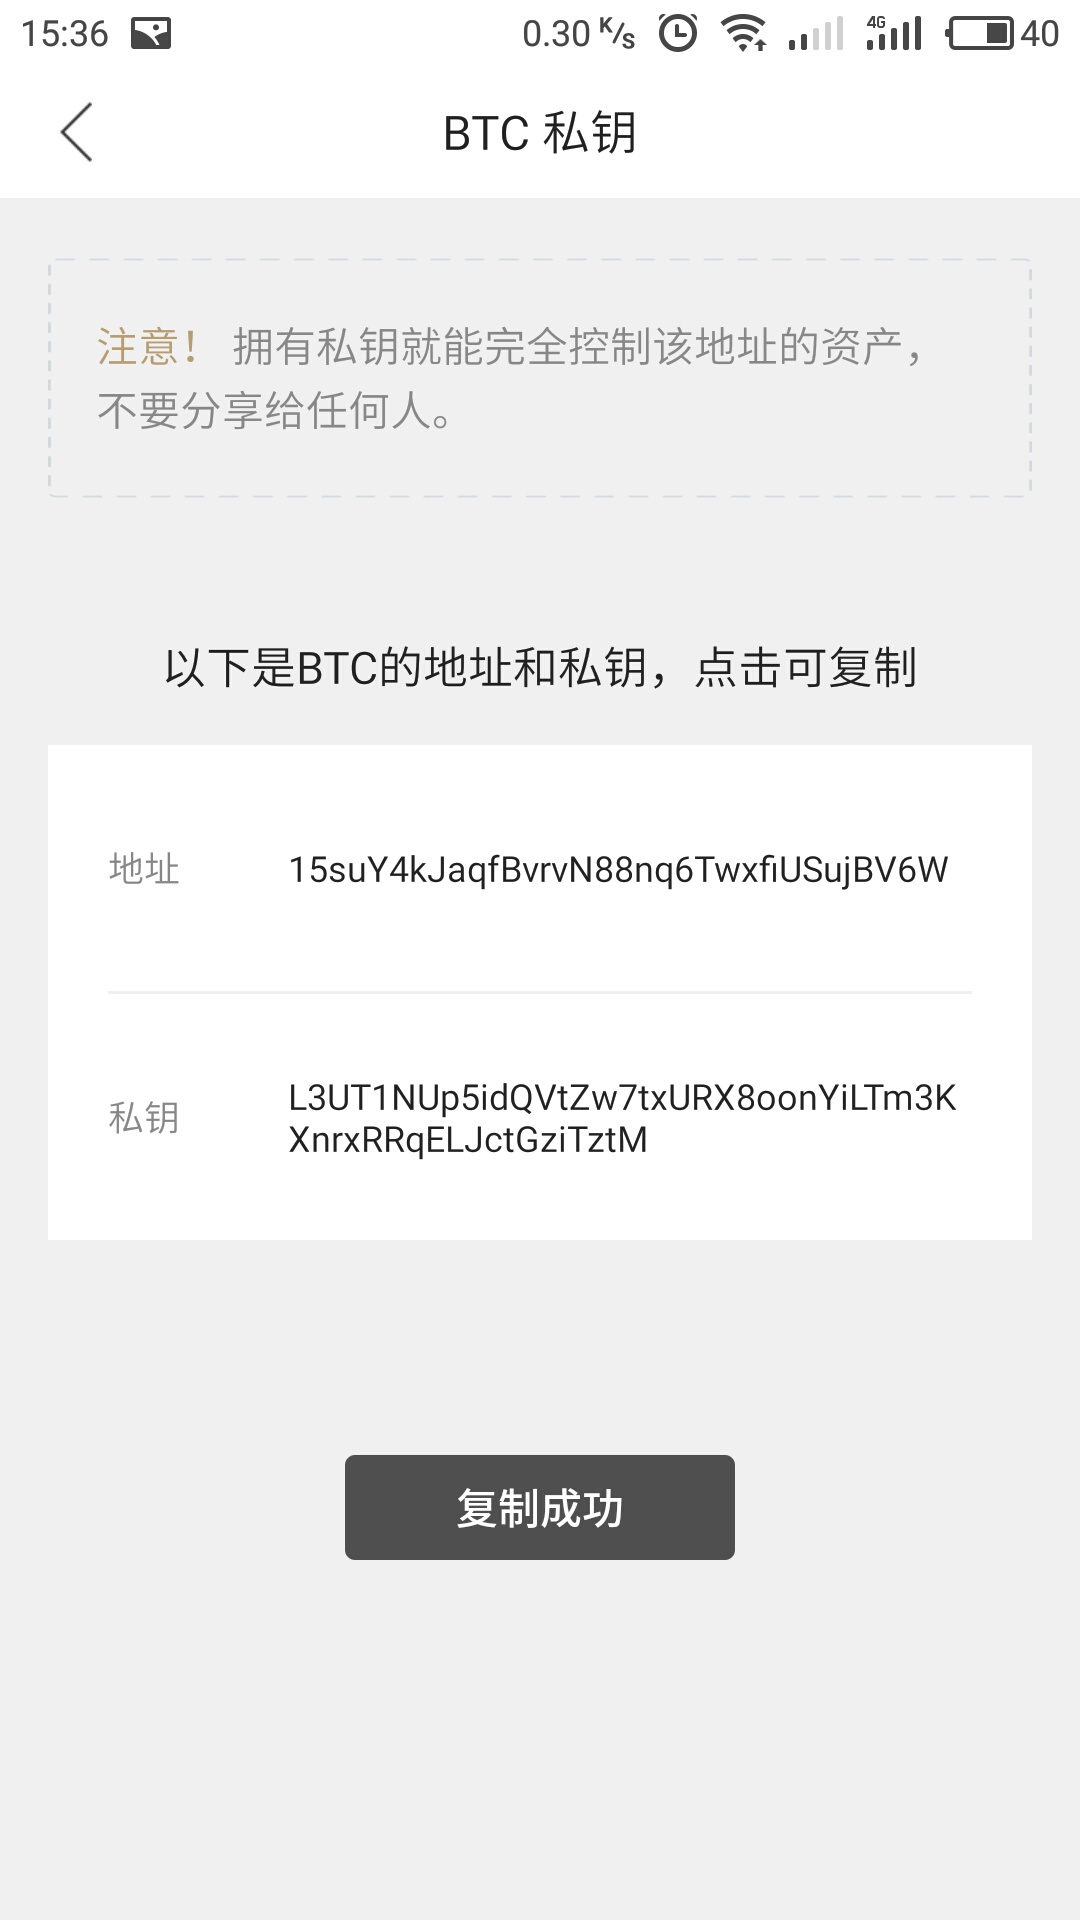 15:36
0.30 K/s
4G
40
BTC 私钥
注意！ 拥有私钥就能完全控制该地址的资产，
不要分享给任何人。
以下是BTC的地址和私钥，点击可复制
地址
15suY4kJaqfBvrvN88nq6TwxfiUSujBV6W
私钥
L3UT1NUp5idQVtZw7txURX8oonYiLTm3K
XnrxRRqELJctGziTztM
复制成功